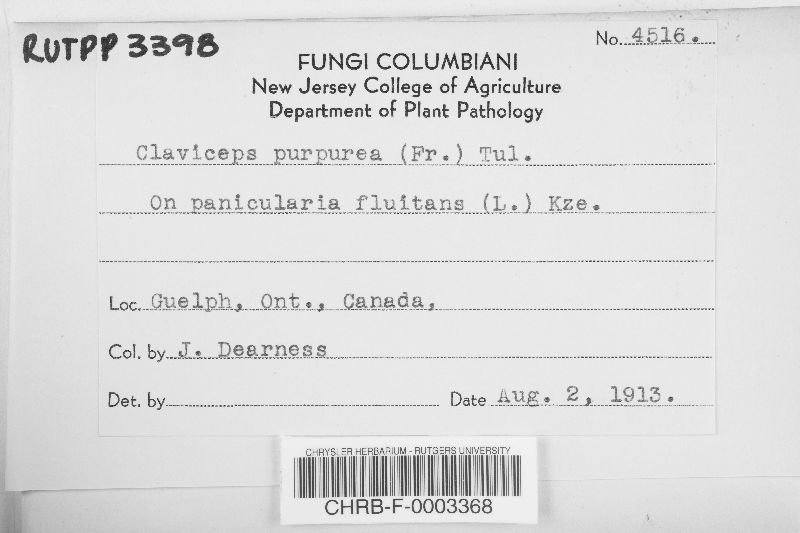 RUTPP 3398
No. 4516.
FUNGI COLUMBIANI
New Jersey College of Agriculture
Department of Plant Pathology
Claviceps purpurea (Fr.) Tul.
On panicularia fluitans (L.) Kze.
Loc. Guelph, Ont., Canada,
Col. by J. Dearness
Det. by
Date Aug. 2, 1913.
CHRYSLER HERBARIUM - RUTGERS UNIVERSITY
CHRB-F-0003368